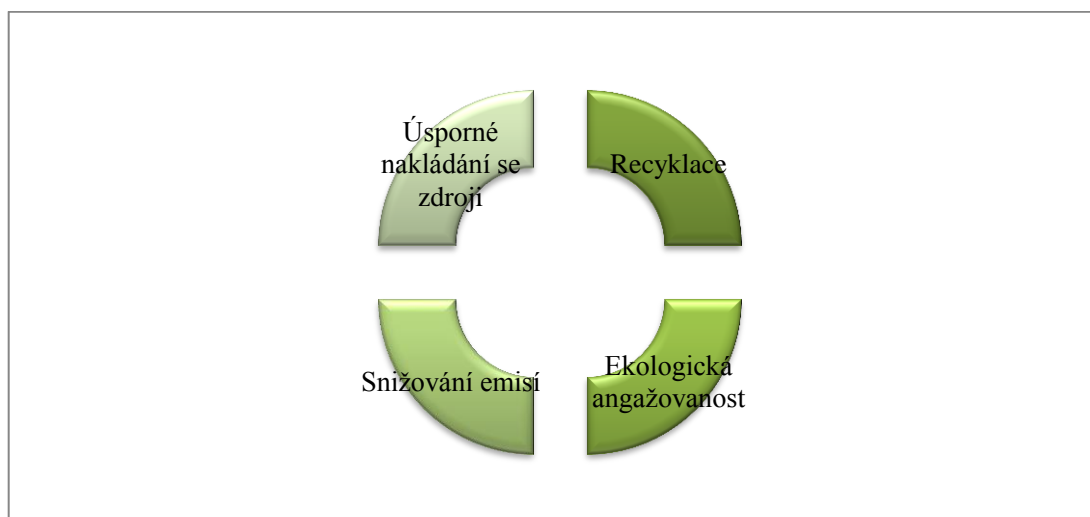 Úsporné
nakládání se
zdroji
Recyklace
Snižování emisí
Ekologická
angažovanost